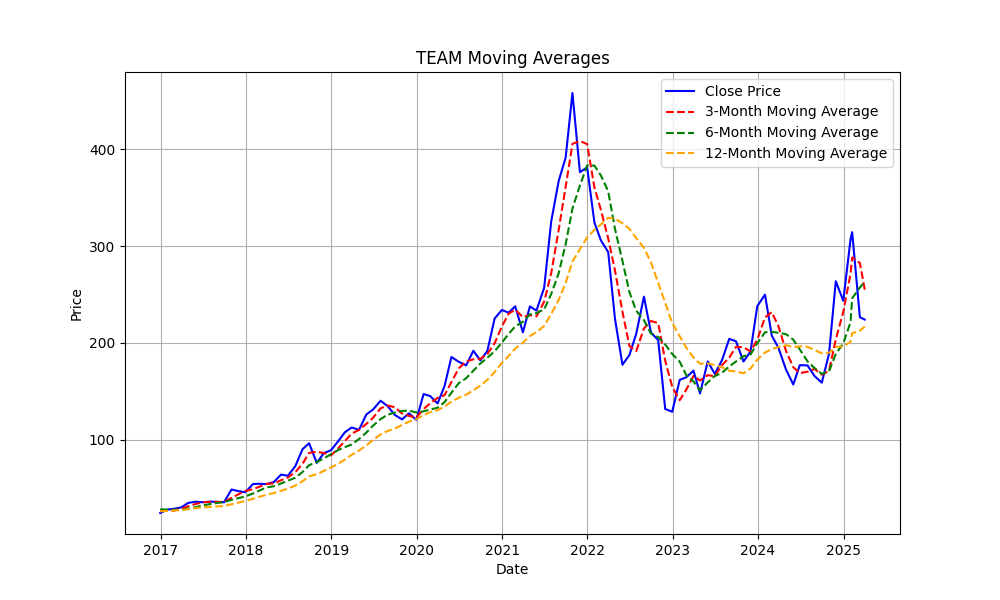 TEAM Moving Averages
Close Price
3-Month Moving Average
6-Month Moving Average
12-Month Moving Average
400
300
200
100
Price
2017 2018 2019 2020 2021 2022 2023 2024 2025
Date